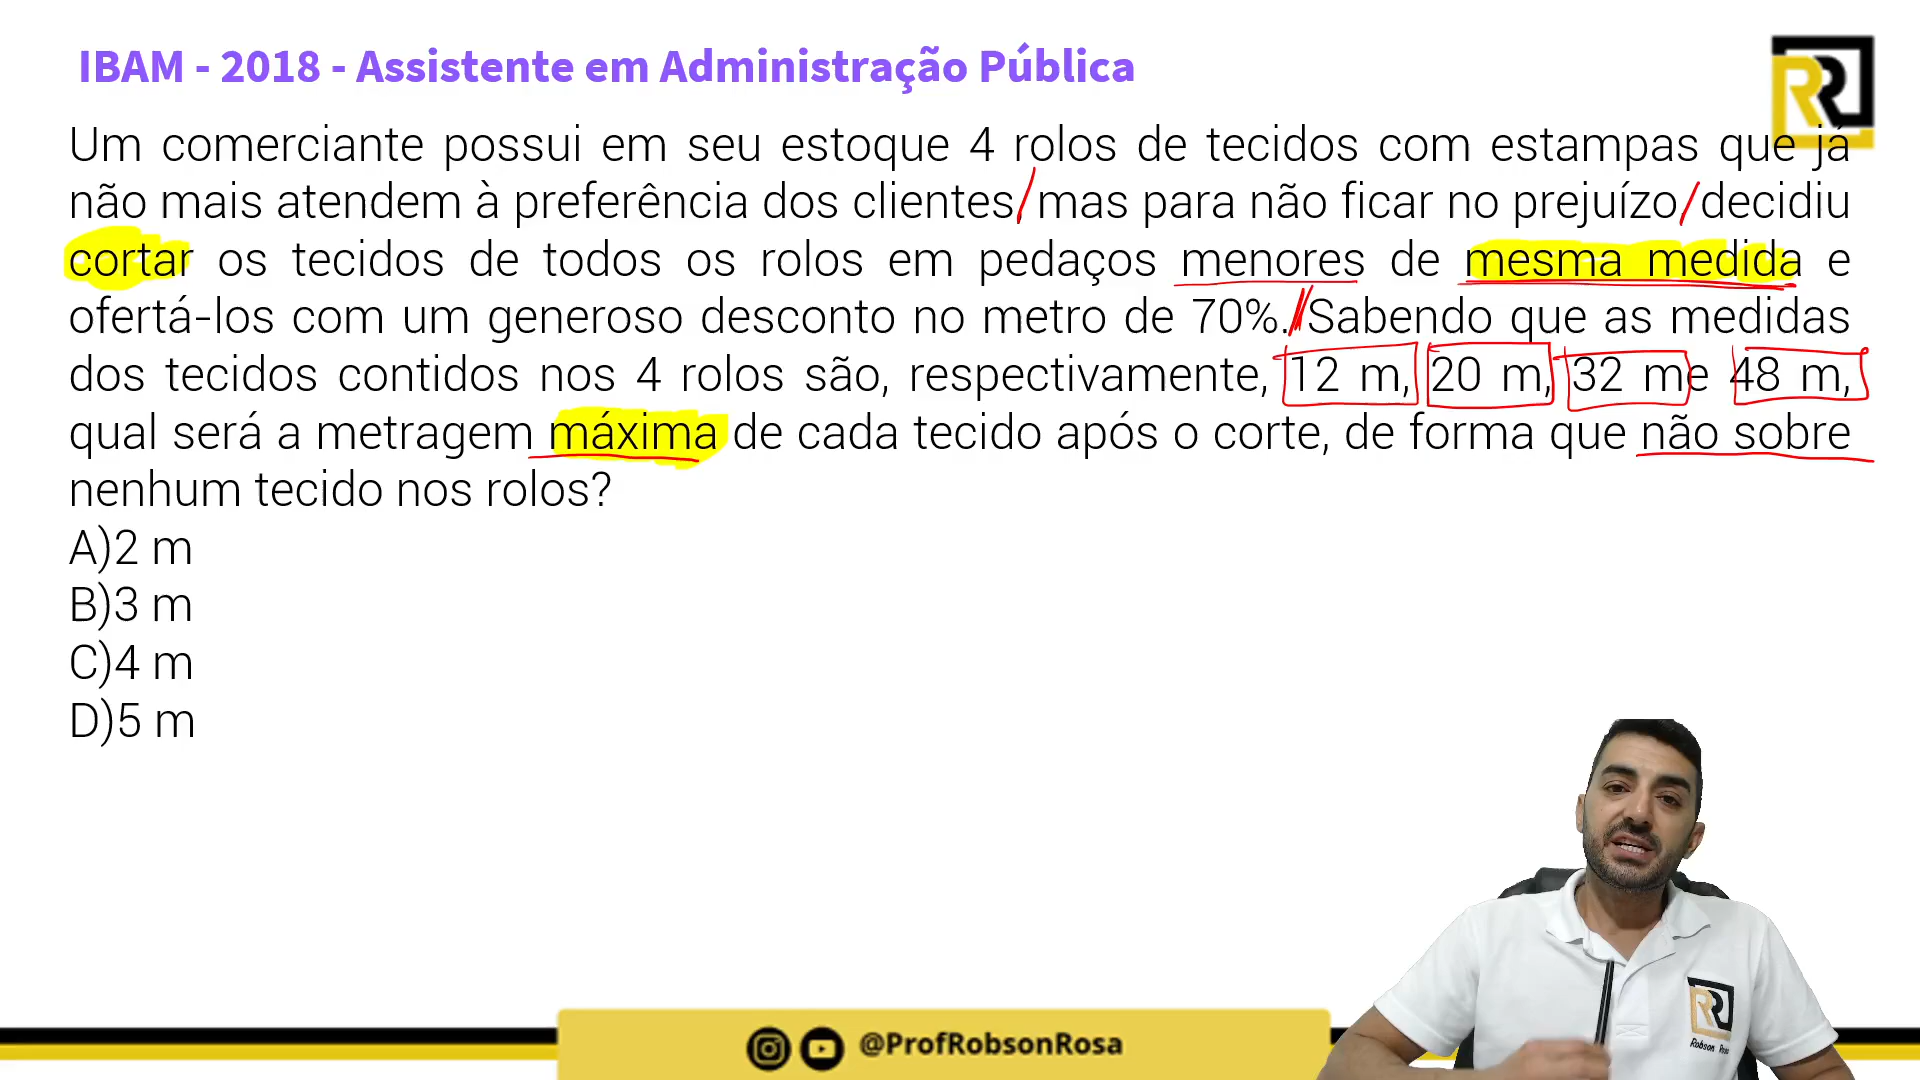 IBAM - 2018 - Assistente em Administração Pública
RR
Um comerciante possui em seu estoque 4 rolos de tecidos com estampas que já
não mais atendem à preferência dos clientes/mas para não ficar no prejuízo/decidiu
cortar os tecidos de todos os rolos em pedaços menores de mesma medida e
ofertá-los com um generoso desconto no metro de 70%./Sabendo que as medidas
dos tecidos contidos nos 4 rolos são, respectivamente, 12 m, 20 m, 32 me 48 m,
qual será a metragem máxima de cada tecido após o corte, de forma que não sobre
nenhum tecido nos rolos?
A)2 m
B)3 m
C)4 m
D)5 m
RR
Robson Rosa
@ProfRobsonRosa